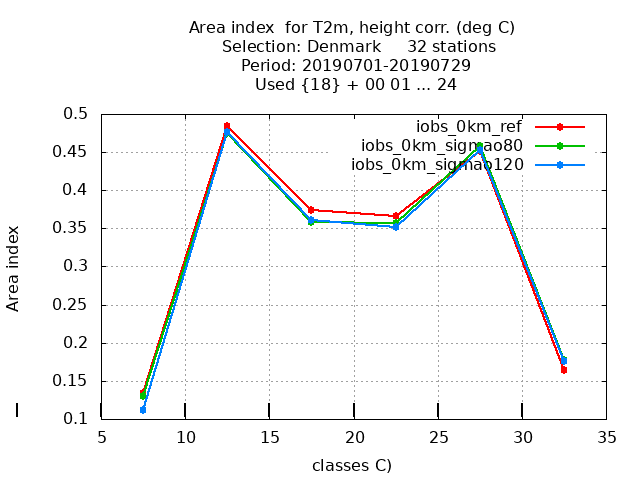 Area index  for T2m, height corr. (deg C)
Selection: Denmark     32 stations
Period: 20190701-20190729
Used {18} + 00 01 ... 24
iobs_0km_ref
iobs_0km_sigmao80
iobs_0km_sigmao120
0.5
0.45
0.4
0.35
0.3
0.25
0.2
0.15
0.1
Area index
5
10
15
20
25
30
35
classes C)